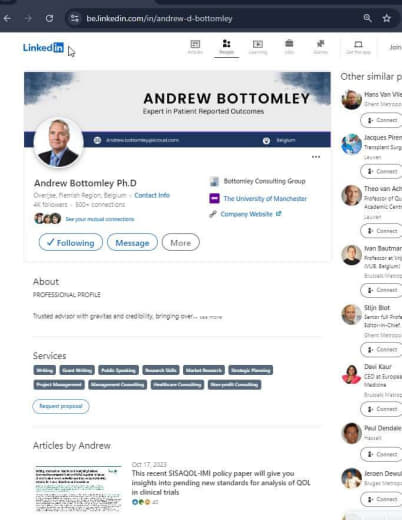 be.linkedin.com/in/andrew-d-bottomley
LinkedIn
Articles
People
Learning
Jobs
Games
Get the app
Join
ANDREW BOTTOMLEY
Expert in Patient Reported Outcomes
Andrew.bottomley@icloud.com
Belgium
Andrew Bottomley Ph.D
Overijse, Flemish Region, Belgium · Contact Info
4K followers · 500+ connections
See your mutual connections
Following
Message
More
Bottomley Consulting Group
The University of Manchester
Company Website
About
PROFESSIONAL PROFILE
Trusted advisor with gravitas and credibility, bringing over… see more
Services
Writing
Grant Writing
Public Speaking
Research Skills
Market Research
Strategic Planning
Project Management
Management Consulting
Healthcare Consulting
Non-profit Consulting
Request proposal
Articles by Andrew
Oct 17, 2023
This recent SISAQOL-IMI policy paper will give you
insights into pending new standards for analysis of QOL
in clinical trials
40
Other similar p
Hans Van Vlie
Ghent Metropo
Connect
Jacques Piren
Transplant Surg
Leuven
Connect
Theo van Ach
Professor of Qu
Academic Cent
Leuven
Connect
Ivan Bautmar
Professor at Vrij
(VUB, Belgium)
Brussels Metrop
Connect
Stijn Blot
Senior full Profe
Editor-in-Chief,
Ghent Metropo
Connect
Davi Kaur
CEO at Europea
Medicine
Brussels Metrop
Connect
Paul Dendale
Hasselt
Connect
Jeroen Dewul
Bruges Metropo
Connect